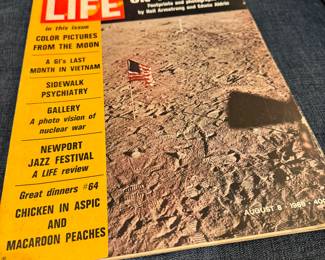 LIFE
Footprints and photographs
by Neil Armstrong and Edwin Aldrin
in this issue
COLOR PICTURES
FROM THE MOON
A GI's LAST
MONTH IN VIETNAM
SIDEWALK
PSYCHIATRY
GALLERY
A photo vision of
nuclear war
NEWPORT
JAZZ FESTIVAL
A LIFE review
Great dinners #64
CHICKEN IN ASPIC
AND
MACAROON PEACHES
AUGUST 8 · 1969 · 40¢